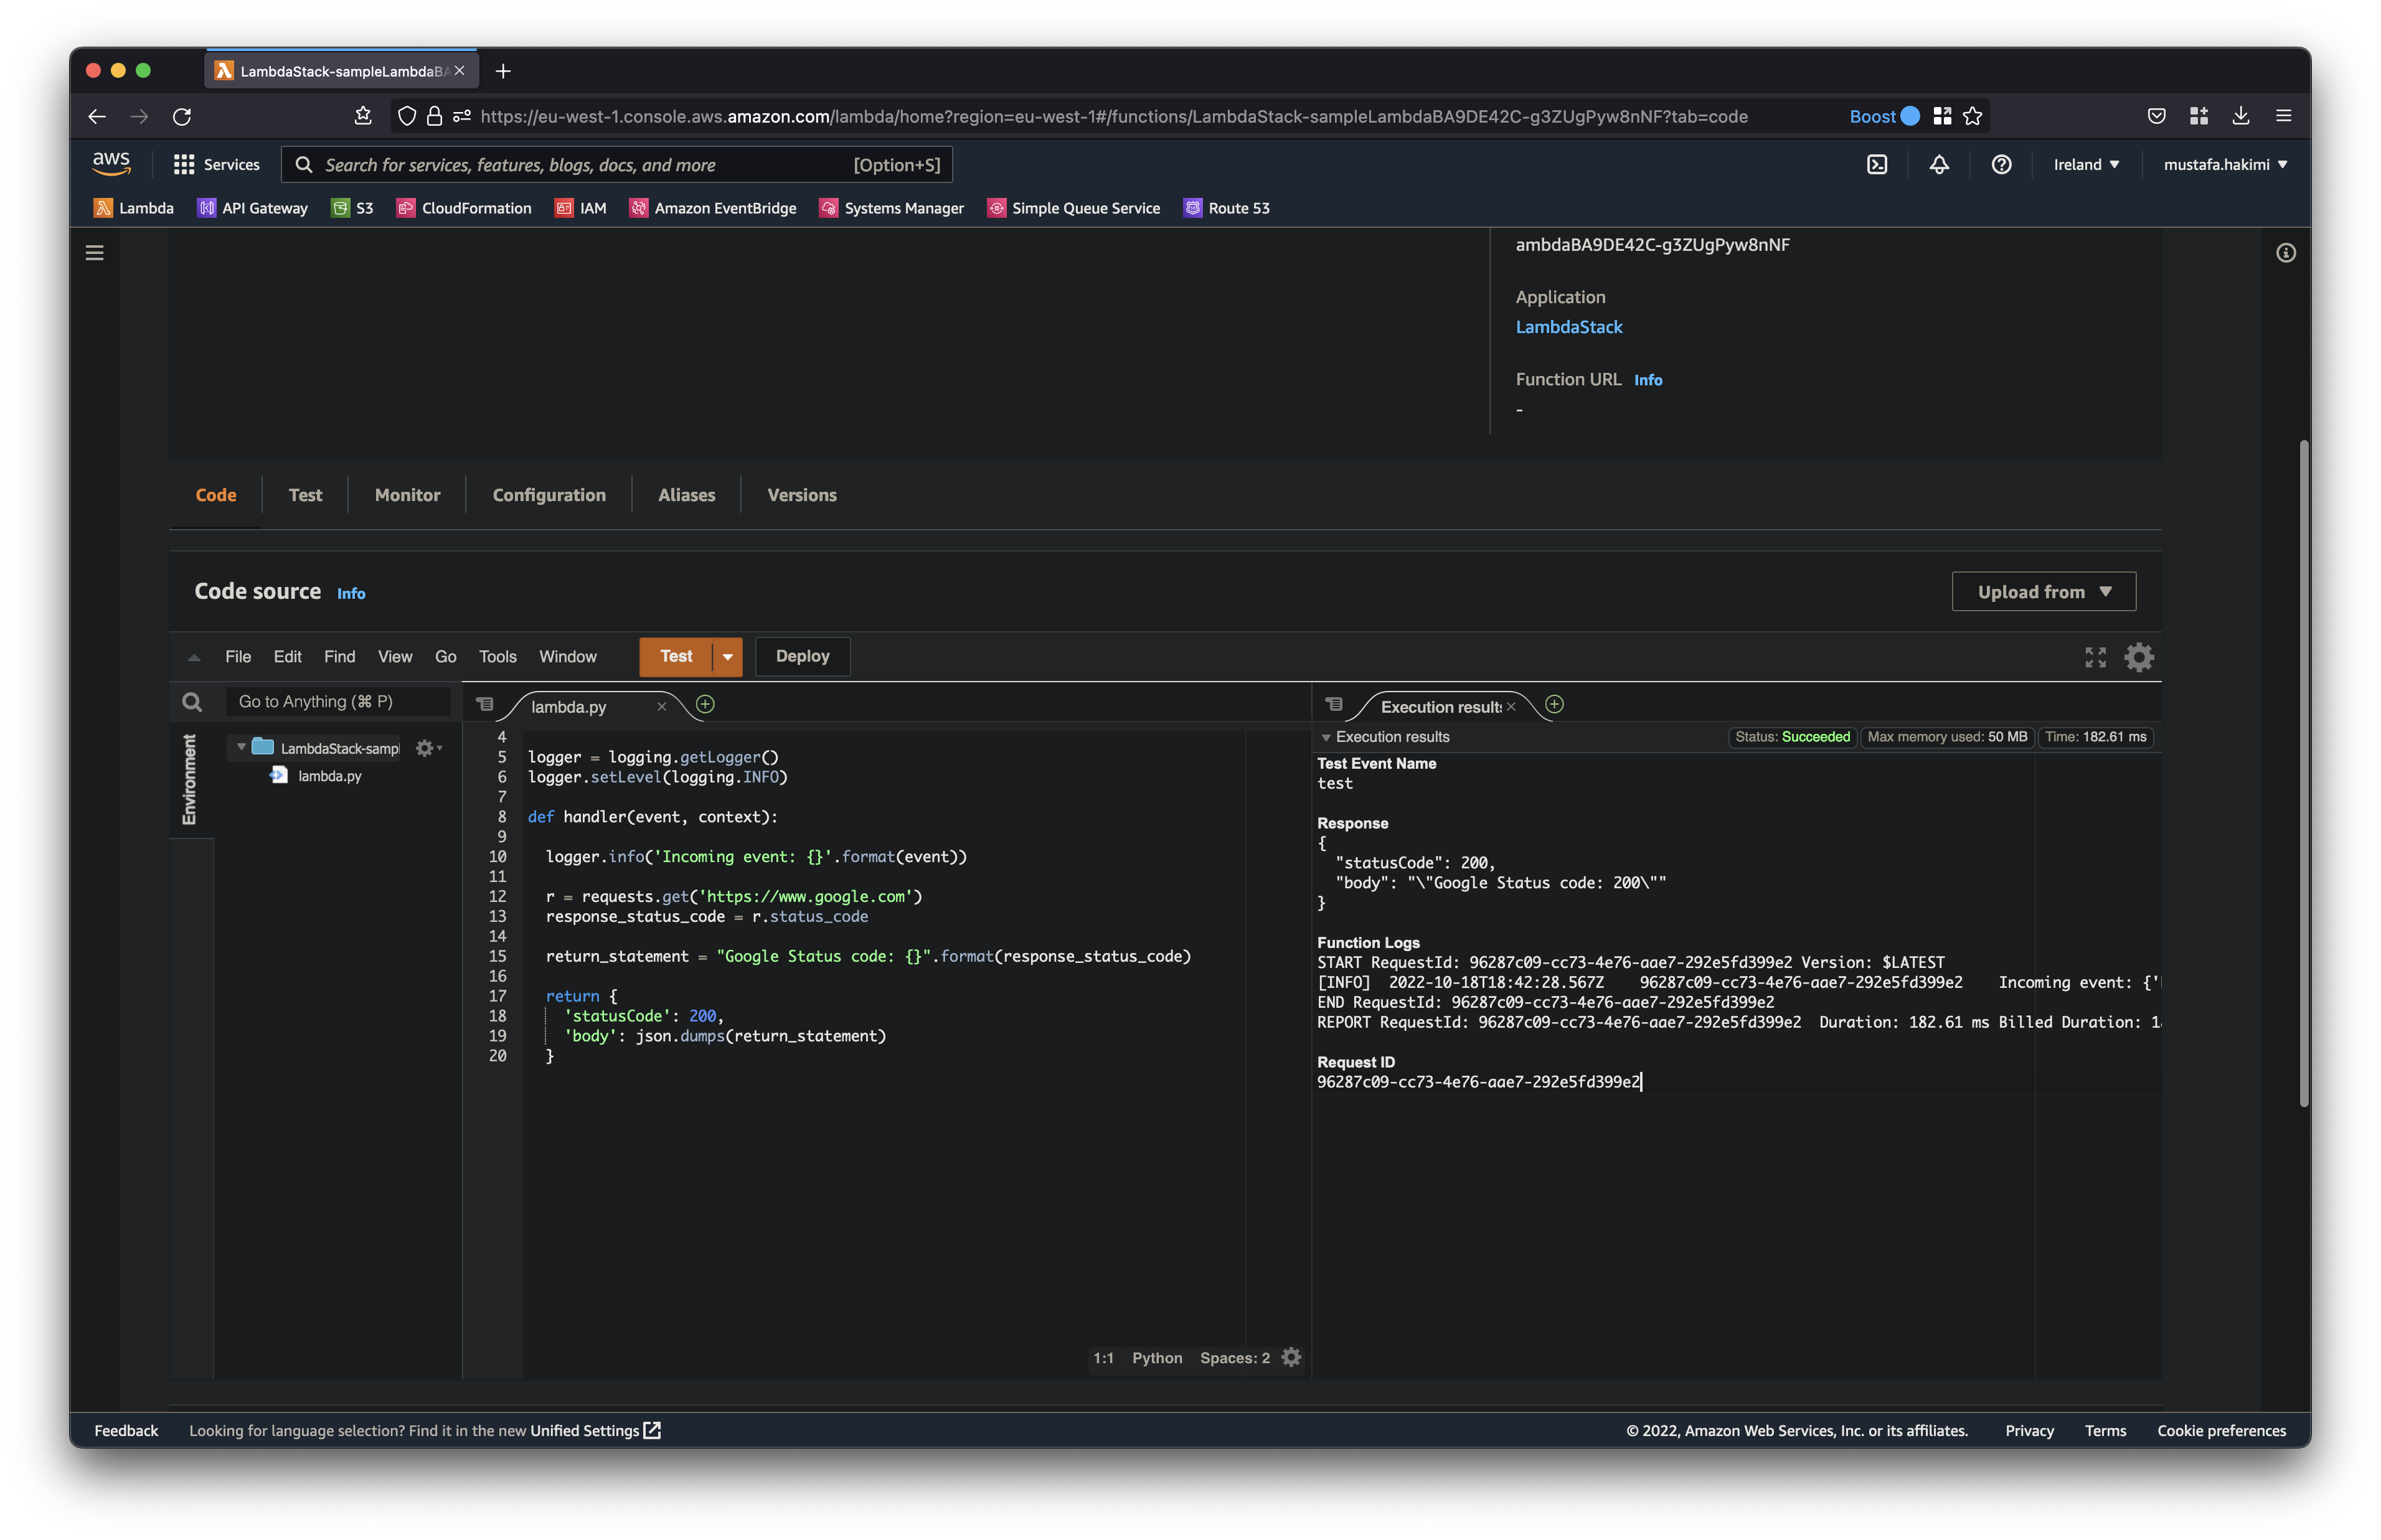 LambdaStack-sampleLambdaBA
https://eu-west-1.console.aws.amazon.com/lambda/home?region=eu-west-1#/functions/LambdaStack-sampleLambdaBA9DE42C-g3ZUgPyw8nNF?tab=code
Boost
aws Services Search for services, features, blogs, docs, and more [Option+S] Ireland mustafa.hakimi
Lambda API Gateway S3 CloudFormation IAM Amazon EventBridge Systems Manager Simple Queue Service Route 53
ambdaBA9DE42C-g3ZUgPyw8nNF
Application
LambdaStack
Function URL Info
-
Code Test Monitor Configuration Aliases Versions
Code source Info Upload from
File Edit Find View Go Tools Window Test Deploy
Go to Anything (⌘ P)
Environment
LambdaStack-samp
lambda.py
lambda.py
4
5 logger = logging.getLogger()
6 logger.setLevel(logging.INFO)
7
8 def handler(event, context):
9
10 logger.info('Incoming event: {}'.format(event))
11
12 r = requests.get('https://www.google.com')
13 response_status_code = r.status_code
14
15 return_statement = "Google Status code: {}".format(response_status_code)
16
17 return {
18 'statusCode': 200,
19 'body': json.dumps(return_statement)
20 }
1:1 Python Spaces: 2
Execution results
Execution results Status: Succeeded Max memory used: 50 MB Time: 182.61 ms
Test Event Name
test
Response
{
"statusCode": 200,
"body": "\"Google Status code: 200\""
}
Function Logs
START RequestId: 96287c09-cc73-4e76-aae7-292e5fd399e2 Version: $LATEST
[INFO] 2022-10-18T18:42:28.567Z 96287c09-cc73-4e76-aae7-292e5fd399e2 Incoming event: {'
END RequestId: 96287c09-cc73-4e76-aae7-292e5fd399e2
REPORT RequestId: 96287c09-cc73-4e76-aae7-292e5fd399e2 Duration: 182.61 ms Billed Duration: 1
Request ID
96287c09-cc73-4e76-aae7-292e5fd399e2
Feedback Looking for language selection? Find it in the new Unified Settings © 2022, Amazon Web Services, Inc. or its affiliates. Privacy Terms Cookie preferences